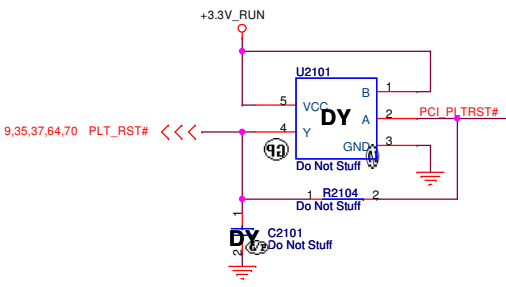 +3.3V_RUN
U2101
B 1
5 VCC
DY
A 2 PCI_PLTRST#
9,35,37,64,70 PLT_RST#
4 Y
GND 3
GP
Do Not Stuff
1 R2104 2
Do Not Stuff
1
C2101
DY
Do Not Stuff
2